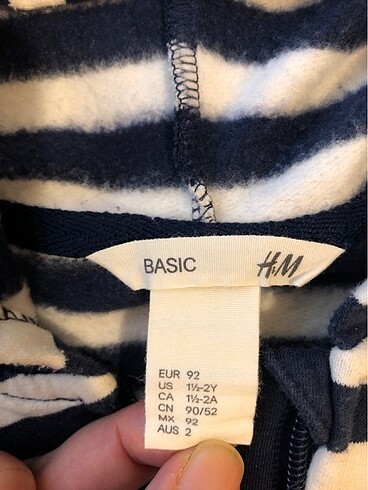 BASIC H&M
EUR 92
US 1½-2Y
CA 1½-2A
CN 90/52
MX 92
AUS 2